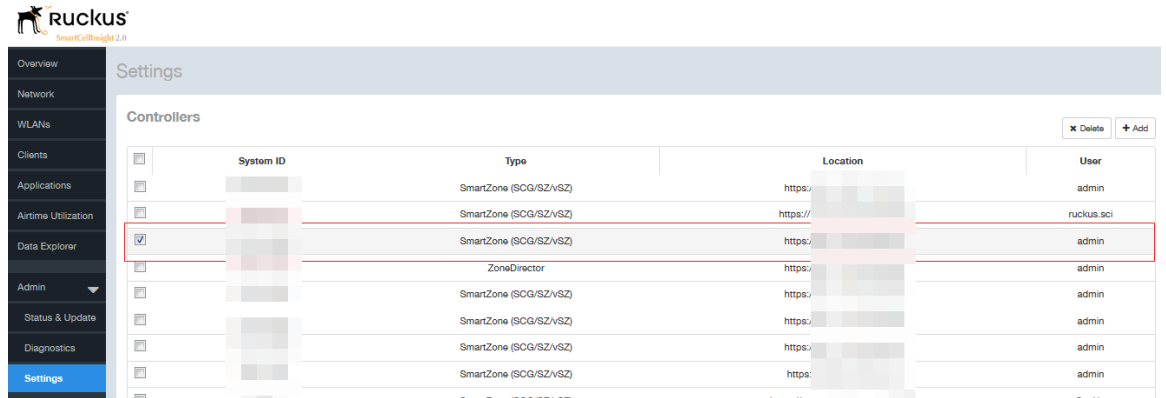 Ruckus
SmartCellInsight 2.0
Overview
Network
WLANs
Clients
Applications
Airtime Utilization
Data Explorer
Admin
Status & Update
Diagnostics
Settings
Settings
Controllers
Delete Add
System ID Type Location User
SmartZone (SCG/SZ/vSZ) https:/ admin
SmartZone (SCG/SZ/vSZ) https:// ruckus.sci
SmartZone (SCG/SZ/vSZ) https:/ admin
ZoneDirector https:/ admin
SmartZone (SCG/SZ/vSZ) https:/ admin
SmartZone (SCG/SZ/vSZ) https:/ admin
SmartZone (SCG/SZ/vSZ) https:/ admin
SmartZone (SCG/SZ/vSZ) https: admin